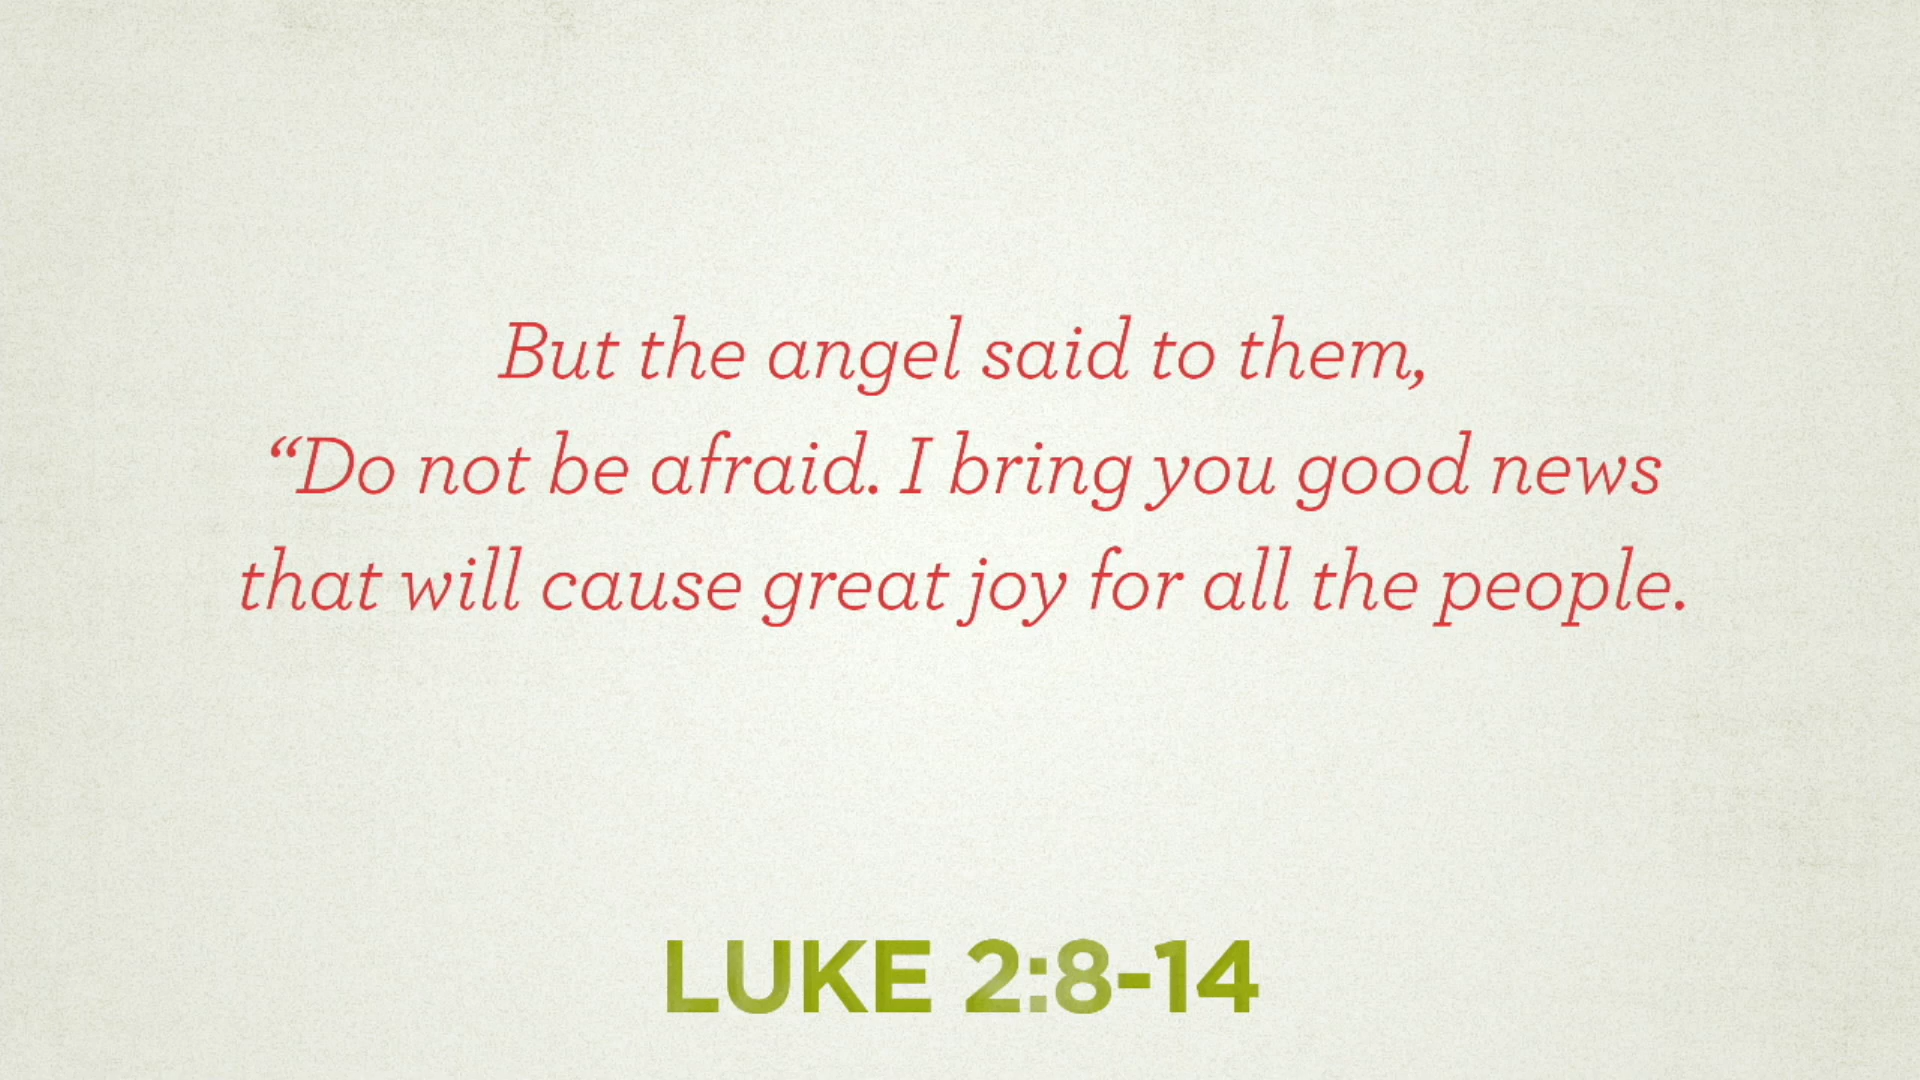 But the angel said to them,
“Do not be afraid. I bring you good news
that will cause great joy for all the people.
LUKE 2:8-14